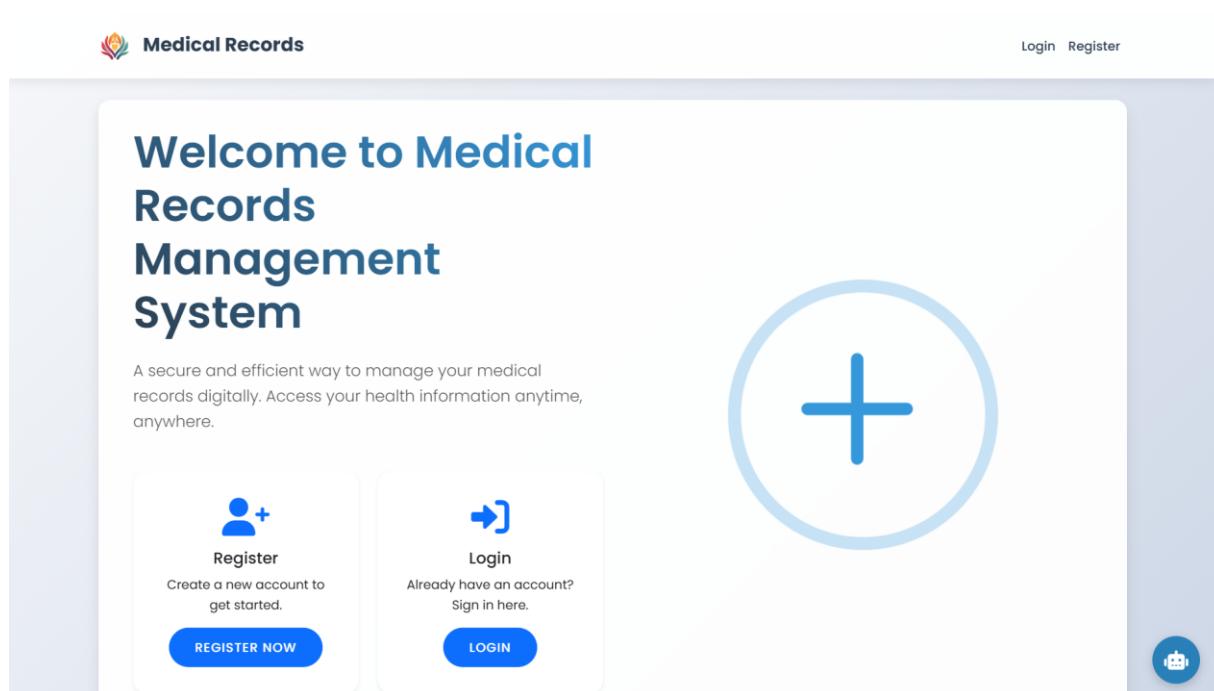 Medical Records
Login Register
Welcome to Medical
Records
Management
System
A secure and efficient way to manage your medical
records digitally. Access your health information anytime,
anywhere.
Register
Create a new account to
get started.
REGISTER NOW
Login
Already have an account?
Sign in here.
LOGIN